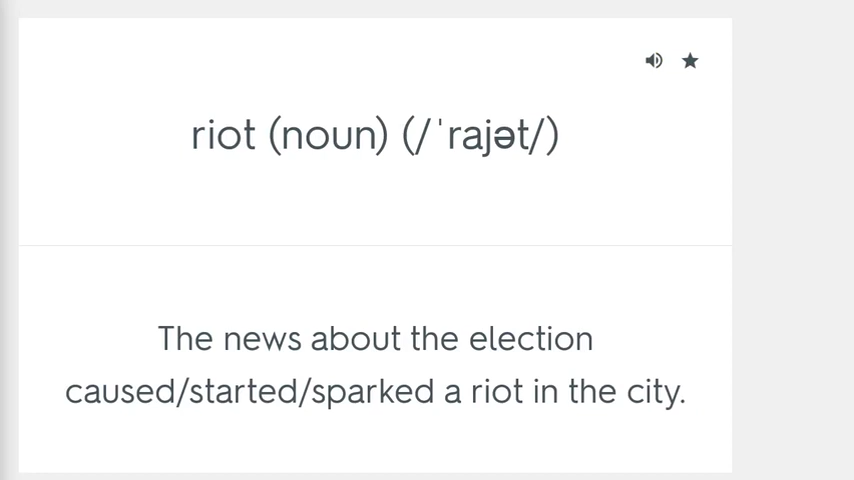 riot (noun) (/ˈrajət/)
The news about the election
caused/started/sparked a riot in the city.